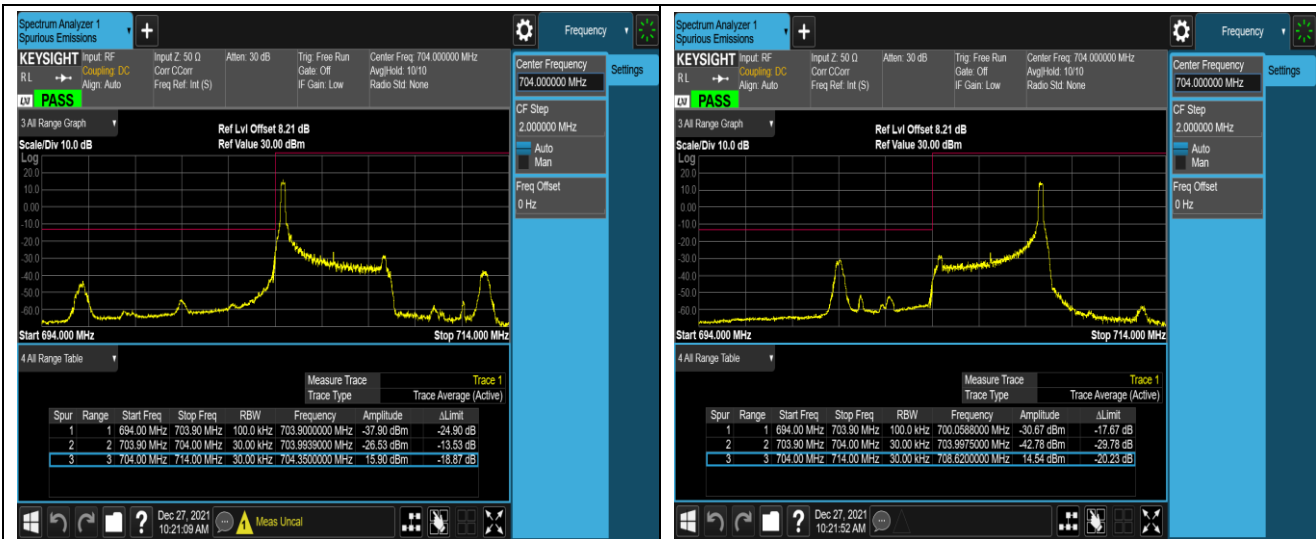 Spectrum Analyzer 1
Spurious Emissions
+
Frequency
KEYSIGHT Input: RF Input Z: 50 Ω Atten: 30 dB Trig: Free Run Center Freq: 704.000000 MHz
R L Coupling: DC Corr CCorr Gate: Off Avg|Hold: 10/10
Align: Auto Freq Ref: Int (S) IF Gain: Low Radio Std: None
LXI PASS
Center Frequency
704.000000 MHz
Settings
CF Step
2.000000 MHz
Auto
Man
Freq Offset
0 Hz
3 All Range Graph
Ref Lvl Offset 8.21 dB
Scale/Div 10.0 dB Ref Value 30.00 dBm
Log
20.0
10.0
0.00
-10.0
-20.0
-30.0
-40.0
-50.0
-60.0
Start 694.000 MHz Stop 714.000 MHz
4 All Range Table
Measure Trace Trace 1
Trace Type Trace Average (Active)
Spur Range Start Freq Stop Freq RBW Frequency Amplitude ΔLimit
1 1 694.00 MHz 703.90 MHz 100.0 kHz 703.9000000 MHz -37.90 dBm -24.90 dB
2 2 703.90 MHz 704.00 MHz 30.00 kHz 703.9939000 MHz -26.53 dBm -13.53 dB
3 3 704.00 MHz 714.00 MHz 30.00 kHz 704.3500000 MHz 15.90 dBm -18.87 dB
? Dec 27, 2021
10:21:09 AM
1 Meas Uncal
Spectrum Analyzer 1
Spurious Emissions
+
Frequency
KEYSIGHT Input: RF Input Z: 50 Ω Atten: 30 dB Trig: Free Run Center Freq: 704.000000 MHz
R L Coupling: DC Corr CCorr Gate: Off Avg|Hold: 10/10
Align: Auto Freq Ref: Int (S) IF Gain: Low Radio Std: None
LXI PASS
Center Frequency
704.000000 MHz
Settings
CF Step
2.000000 MHz
Auto
Man
Freq Offset
0 Hz
3 All Range Graph
Ref Lvl Offset 8.21 dB
Scale/Div 10.0 dB Ref Value 30.00 dBm
Log
20.0
10.0
0.00
-10.0
-20.0
-30.0
-40.0
-50.0
-60.0
Start 694.000 MHz Stop 714.000 MHz
4 All Range Table
Measure Trace Trace 1
Trace Type Trace Average (Active)
Spur Range Start Freq Stop Freq RBW Frequency Amplitude ΔLimit
1 1 694.00 MHz 703.90 MHz 100.0 kHz 700.0588000 MHz -30.67 dBm -17.67 dB
2 2 703.90 MHz 704.00 MHz 30.00 kHz 703.9975000 MHz -42.78 dBm -29.78 dB
3 3 704.00 MHz 714.00 MHz 30.00 kHz 708.6200000 MHz 14.54 dBm -20.23 dB
? Dec 27, 2021
10:21:52 AM